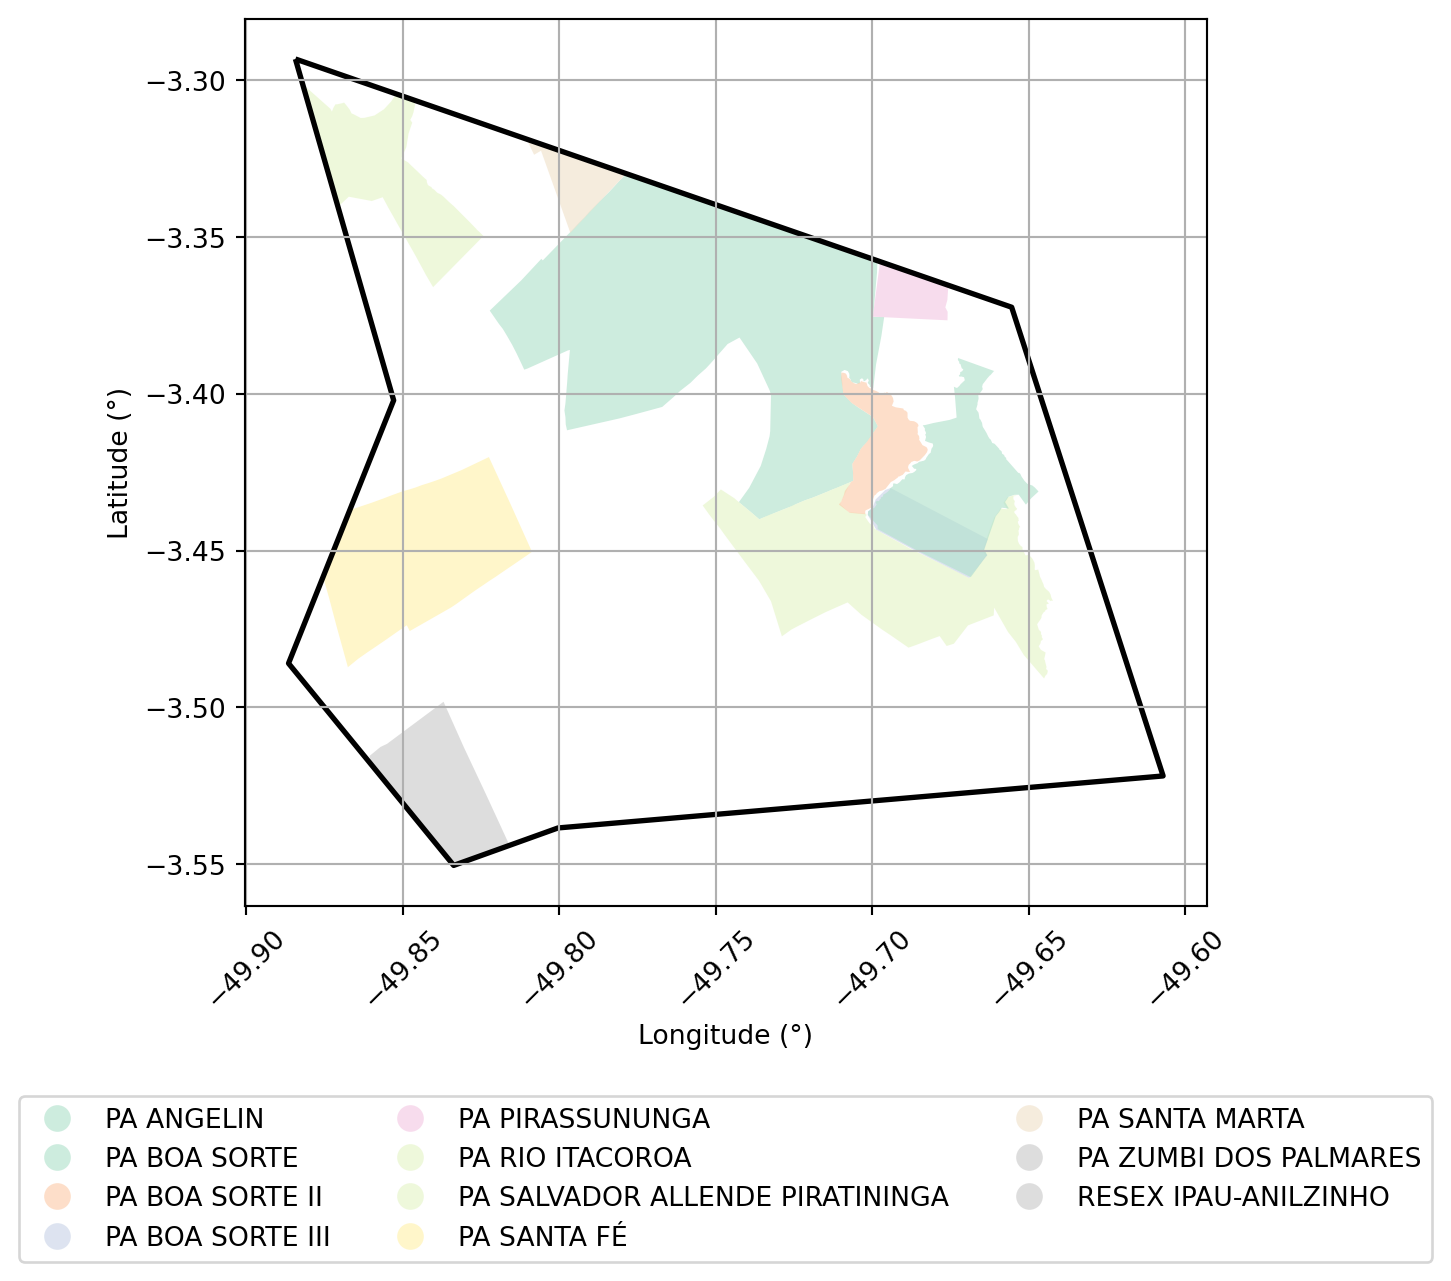 −3.30
−3.35
−3.40
−3.45
−3.50
−3.55
Latitude (°)
−49.90
−49.85
−49.80
−49.75
−49.70
−49.65
−49.60
Longitude (°)
PA ANGELIN
PA BOA SORTE
PA BOA SORTE II
PA BOA SORTE III
PA PIRASSUNUNGA
PA RIO ITACOROA
PA SALVADOR ALLENDE PIRATININGA
PA SANTA FÉ
PA SANTA MARTA
PA ZUMBI DOS PALMARES
RESEX IPAU-ANILZINHO